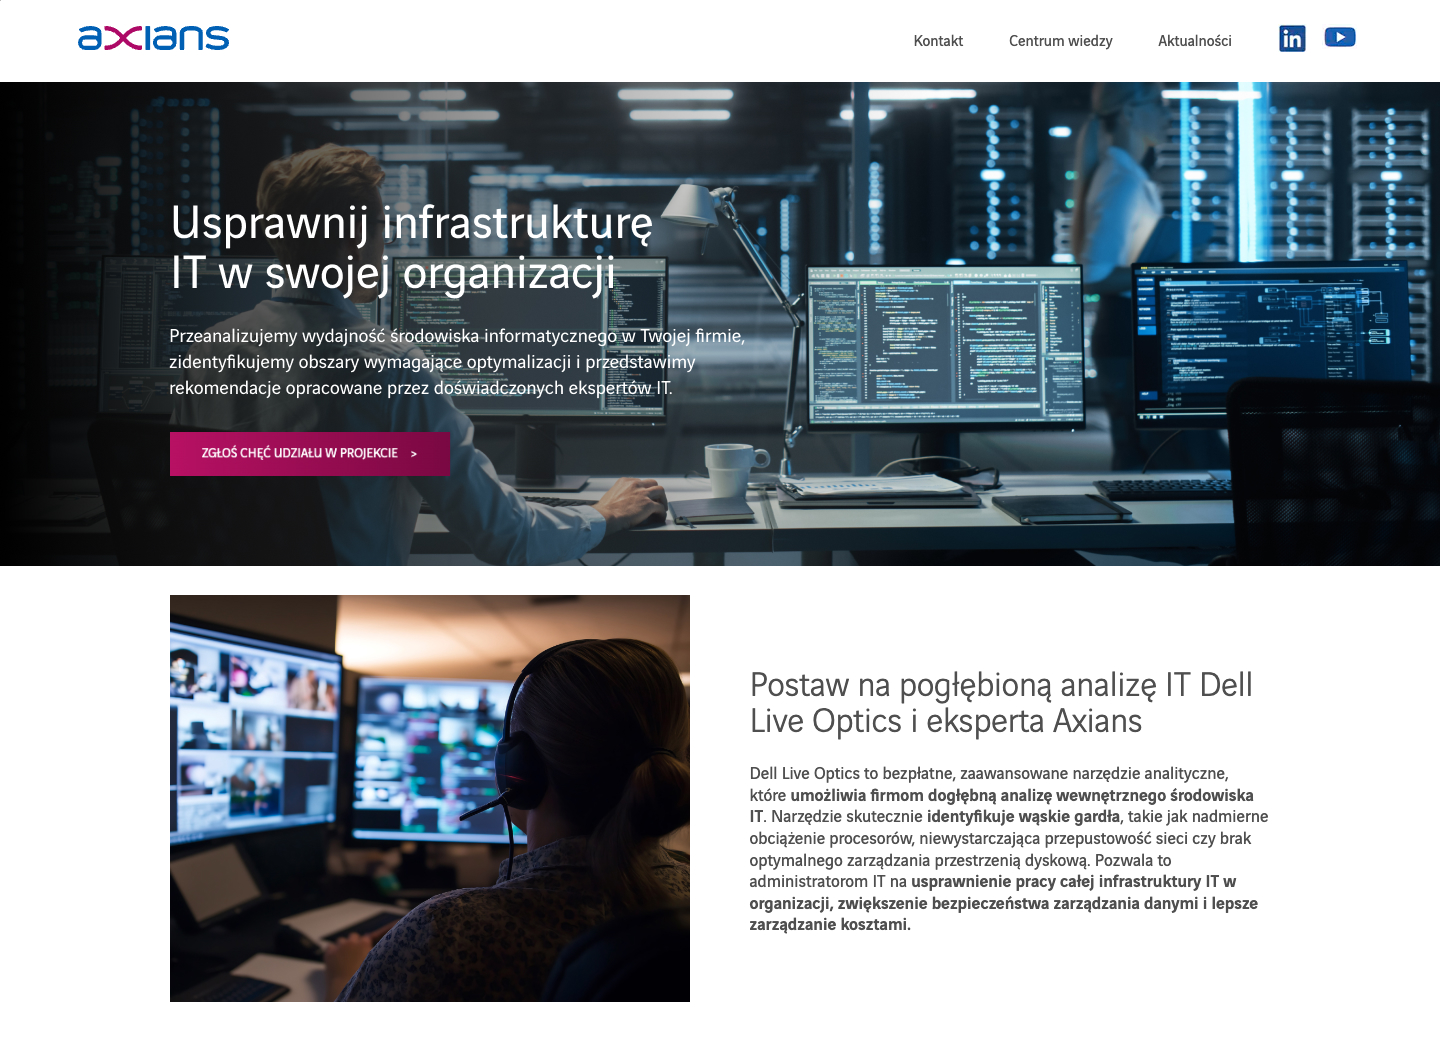 axians
Kontakt
Centrum wiedzy
Aktualności
in
Usprawnij infrastrukturę
IT w swojej organizacji
Przeanalizujemy wydajność środowiska informatycznego w Twojej firmie,
zidentyfikujemy obszary wymagające optymalizacji i przedstawimy
rekomendacje opracowane przez doświadczonych ekspertów IT.
ZGŁOŚ CHĘĆ UDZIAŁU W PROJEKCIE >
Postaw na pogłębioną analizę IT Dell
Live Optics i eksperta Axians
Dell Live Optics to bezpłatne, zaawansowane narzędzie analityczne,
które umożliwia firmom dogłębną analizę wewnętrznego środowiska
IT. Narzędzie skutecznie identyfikuje wąskie gardła, takie jak nadmierne
obciążenie procesorów, niewystarczająca przepustowość sieci czy brak
optymalnego zarządzania przestrzenią dyskową. Pozwala to
administratorom IT na usprawnienie pracy całej infrastruktury IT w
organizacji, zwiększenie bezpieczeństwa zarządzania danymi i lepsze
zarządzanie kosztami.